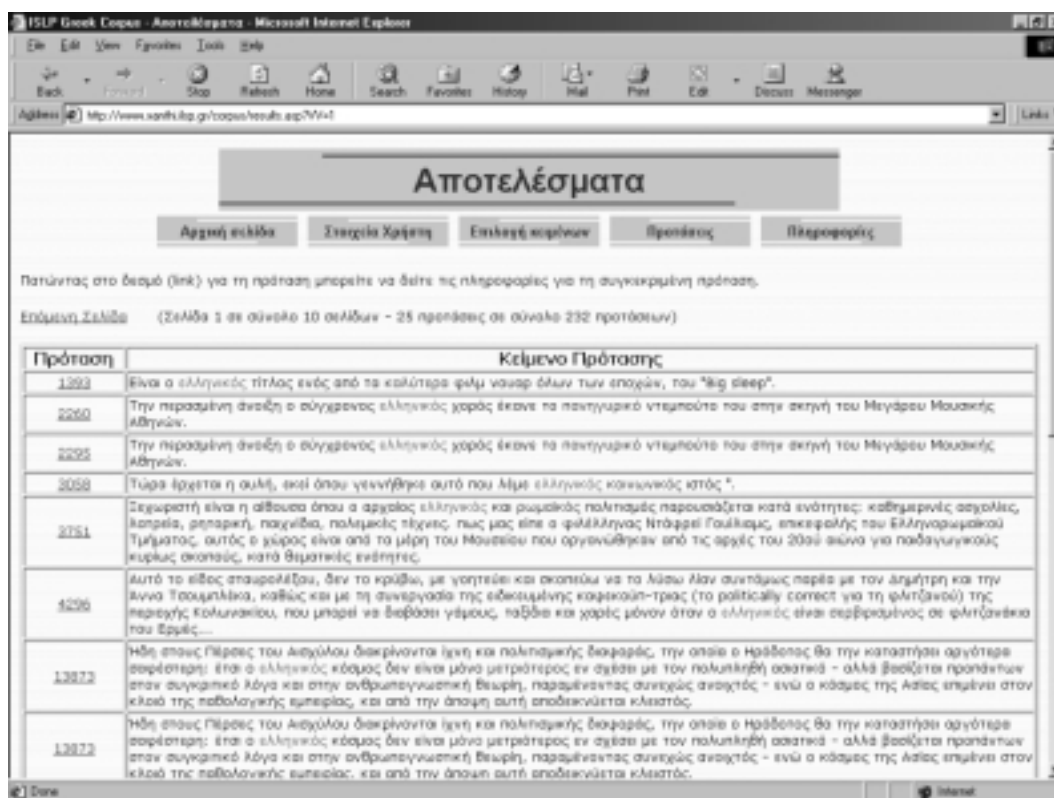 ISLP Greek Corpus - Αποτελέσματα - Microsoft Internet Explorer
File Edit View Favorites Tools Help
Back Forward Stop Refresh Home Search Favorites History Mail Print Edit Discuss Messenger
Address http://www.xanthi.ilsp.gr/corpus/results.asp?VV=1 Links
Αποτελέσματα
Αρχική σελίδα Στοιχεία Χρήστη Επιλογή κειμένων Προτάσεις Πληροφορίες
Πατώντας στο δεσμό (link) για τη πρόταση μπορείτε να δείτε τις πληροφορίες για τη συγκεκριμένη πρόταση.
Επόμενη Σελίδα (Σελίδα 1 σε σύνολο 10 σελίδων - 25 προτάσεις σε σύνολο 232 προτάσεων)
Πρόταση Κείμενο Πρότασης
1393 Είναι ο ελληνικός τίτλος ενός από τα καλύτερα φιλμ νουαρ όλων των εποχών, του "Big sleep".
2260 Την περασμένη άνοιξη ο σύγχρονος ελληνικός χορός έκανε το πανηγυρικό ντεμπούτο του στην σκηνή του Μεγάρου Μουσικής
Αθηνών.
2295 Την περασμένη άνοιξη ο σύγχρονος ελληνικός χορός έκανε το πανηγυρικό ντεμπούτο του στην σκηνή του Μεγάρου Μουσικής
Αθηνών.
3058 Τώρα έρχεται η αυλή, εκεί όπου γεννήθηκε αυτό που λέμε ελληνικός κοινωνικός ιστός ".
3751 Ξεχωριστή είναι η αίθουσα όπου ο αρχαίος ελληνικός και ρωμαϊκός πολιτισμός παρουσιάζεται κατά ενότητες: καθημερινές ασχολίες,
λατρεία, ρητορική, παιχνίδια, πολεμικές τέχνες. πως μας είπε ο φιλέλληνας Ντάφρεϊ Γουίλιαμς, επικεφαλής του Ελληνορωμαϊκού
Τμήματος, αυτός ο χώρος είναι από τα μέρη του Μουσείου που οργανώθηκαν από τις αρχές του 20ού αιώνα για παιδαγωγικούς
κυρίως σκοπούς, κατά θεματικές ενότητες.
4296 Αυτό το είδος σταυρολέξου, δεν το κρύβω, με γοητεύει και σκοπεύω να το λύσω λίαν συντόμως παρέα με τον Δημήτρη και την
Άννα Τσουμπλέκα, καθώς και με τη συνεργασία της ειδικευμένης καφεκούπ-τριας (το politically correct για τη φλιτζανού) της
περιοχής Κολωνακίου, που μπορεί να διαβάσει γάμους, ταξίδια και χαρές μόνον όταν ο ελληνικός είναι σερβιρισμένος σε φλιτζανάκια
του Ερμές....
13873 Ήδη στους Πέρσες του Αισχύλου διακρίνονται ίχνη και πολιτισμικής διαφοράς, την οποία ο Ηρόδοτος θα την καταστήσει αργότερα
σαφέστερη: έτσι ο ελληνικός κόσμος δεν είναι μόνο μετριότερος εν σχέσει με τον πολυπληθή ασιατικό - αλλά βασίζεται προπάντων
στον συγκριτικό λόγο και στην ανθρωπογνωστική θεωρίη, παραμένοντας συνεχώς ανοιχτός - ενώ ο κόσμος της Ασίας επιμένει στον
κλοιό της παθολογικής εμπειρίας, και από την άποψη αυτή αποδεικνύεται κλειστός.
13873 Ήδη στους Πέρσες του Αισχύλου διακρίνονται ίχνη και πολιτισμικής διαφοράς, την οποία ο Ηρόδοτος θα την καταστήσει αργότερα
σαφέστερη: έτσι ο ελληνικός κόσμος δεν είναι μόνο μετριότερος εν σχέσει με τον πολυπληθή ασιατικό - αλλά βασίζεται προπάντων
στον συγκριτικό λόγο και στην ανθρωπογνωστική θεωρίη, παραμένοντας συνεχώς ανοιχτός - ενώ ο κόσμος της Ασίας επιμένει στον
κλοιό της παθολογικής εμπειρίας, και από την άποψη αυτή αποδεικνύεται κλειστός.
Done Internet